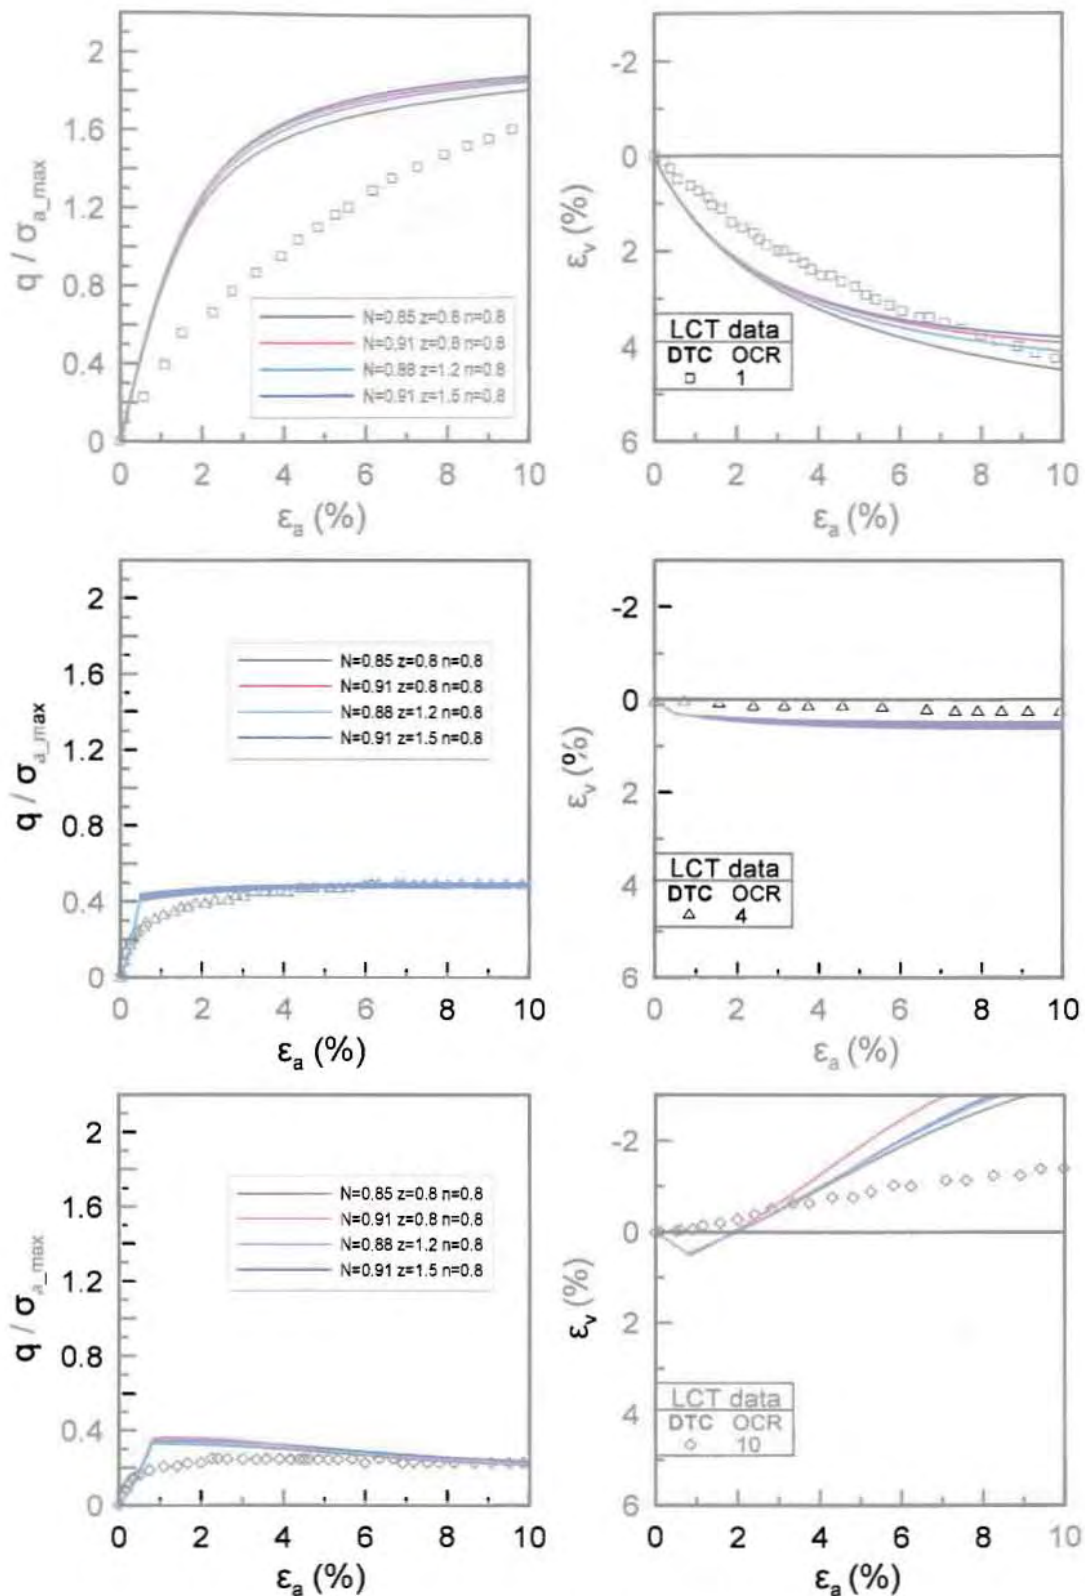 2
1.6
1.2
0.8
0.4
0
q / σa_max
N=0.85 z=0.8 n=0.8
N=0.91 z=0.8 n=0.8
N=0.88 z=1.2 n=0.8
N=0.91 z=1.5 n=0.8
0 2 4 6 8 10
εa (%)
-2
0
2
4
6
εv (%)
LCT data
DTC OCR
□ 1
0 2 4 6 8 10
εa (%)
2
1.6
1.2
0.8
0.4
0
q / σa_max
N=0.85 z=0.8 n=0.8
N=0.91 z=0.8 n=0.8
N=0.88 z=1.2 n=0.8
N=0.91 z=1.5 n=0.8
0 2 4 6 8 10
εa (%)
-2
0
2
4
6
εv (%)
LCT data
DTC OCR
△ 4
0 2 4 6 8 10
εa (%)
2
1.6
1.2
0.8
0.4
0
q / σa_max
N=0.85 z=0.8 n=0.8
N=0.91 z=0.8 n=0.8
N=0.88 z=1.2 n=0.8
N=0.91 z=1.5 n=0.8
0 2 4 6 8 10
εa (%)
-2
0
2
4
6
εv (%)
LCT data
DTC OCR
◇ 10
0 2 4 6 8 10
εa (%)